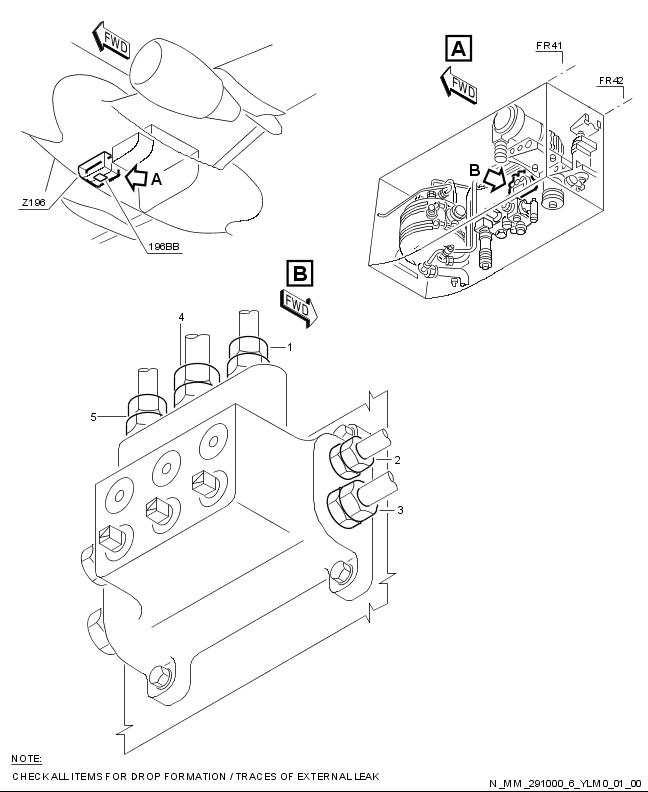 FWD
A
FR41
FWD
FR42
B
A
Z196
196BB
B
FWD
4
1
5
2
3
NOTE:
CHECK ALL ITEMS FOR DROP FORMATION / TRACES OF EXTERNAL LEAK
N_MM_291000_6_YLM0_01_00